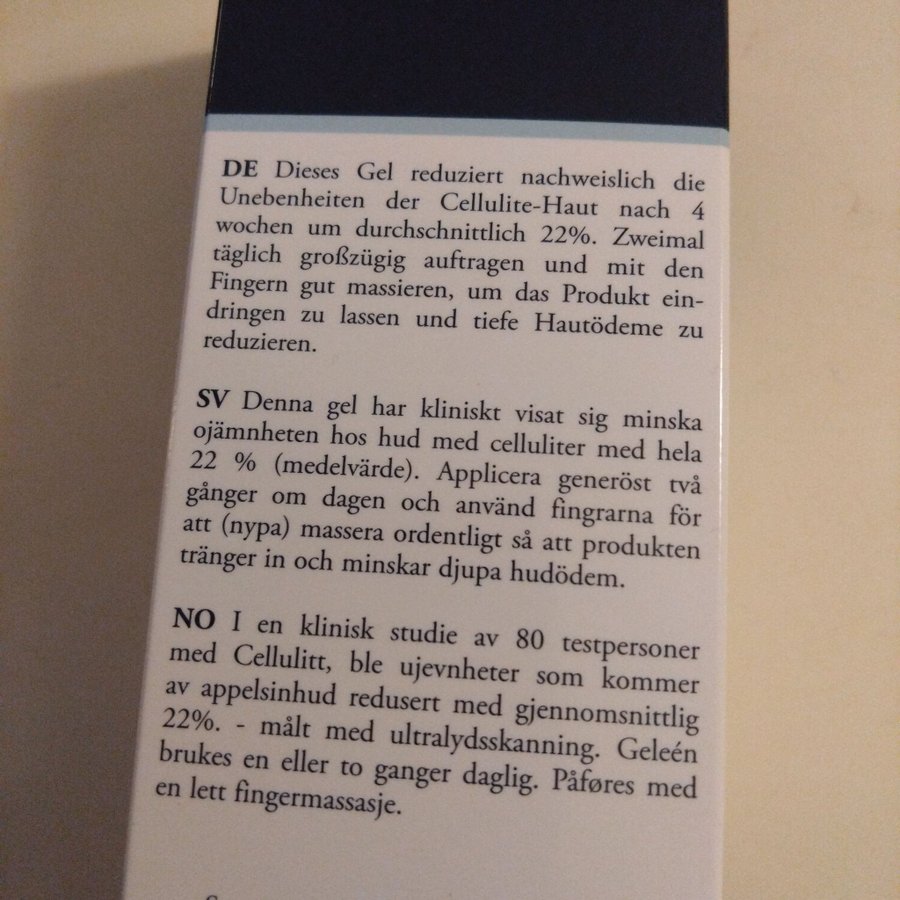 DE Dieses Gel reduziert nachweislich die
Unebenheiten der Cellulite-Haut nach 4
wochen um durchschnittlich 22%. Zweimal
täglich großzügig auftragen und mit den
Fingern gut massieren, um das Produkt ein-
dringen zu lassen und tiefe Hautödeme zu
reduzieren.
SV Denna gel har kliniskt visat sig minska
ojämnheten hos hud med celluliter med hela
22 % (medelvärde). Applicera generöst två
gånger om dagen och använd fingrarna för
att (nypa) massera ordentligt så att produkten
tränger in och minskar djupa hudödem.
NO I en klinisk studie av 80 testpersoner
med Cellulitt, ble ujevnheter som kommer
av appelsinhud redusert med gjennomsnittlig
22%. - målt med ultralydsskanning. Geleén
brukes en eller to ganger daglig. Påføres med
en lett fingermassasje.